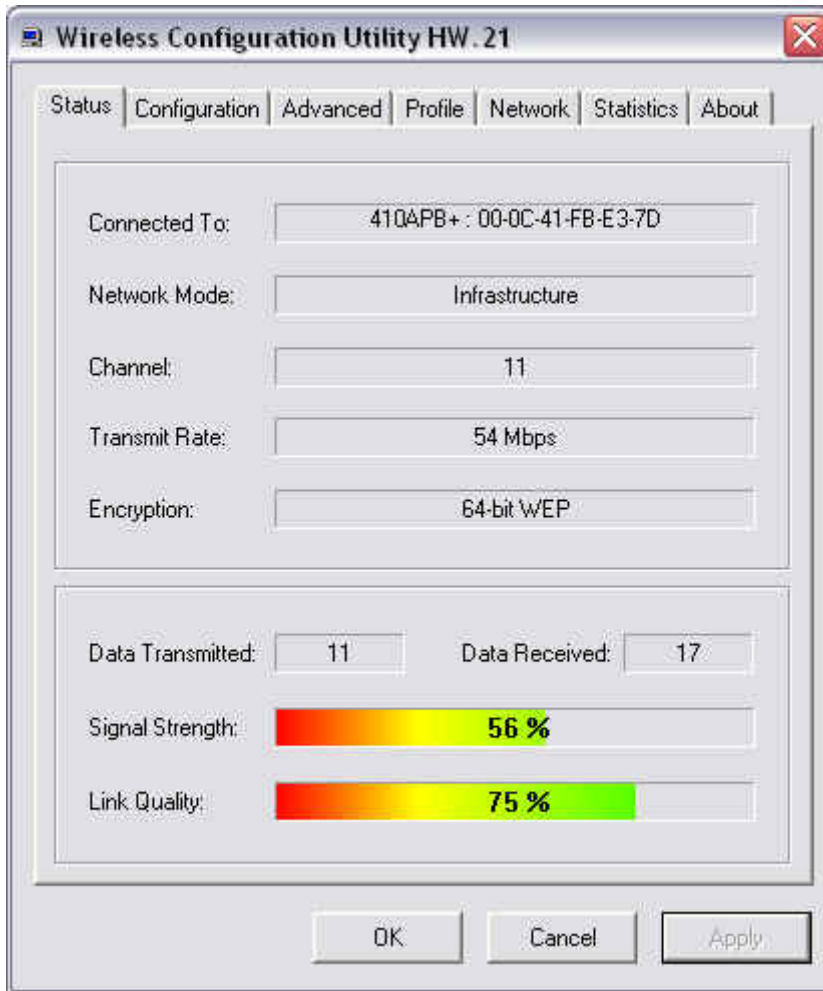 Wireless Configuration Utility HW.21
Status Configuration Advanced Profile Network Statistics About
Connected To: 410APB+ : 00-0C-41-FB-E3-7D
Network Mode: Infrastructure
Channel: 11
Transmit Rate: 54 Mbps
Encryption: 64-bit WEP
Data Transmitted: 11 Data Received: 17
Signal Strength: 56 %
Link Quality: 75 %
OK Cancel Apply